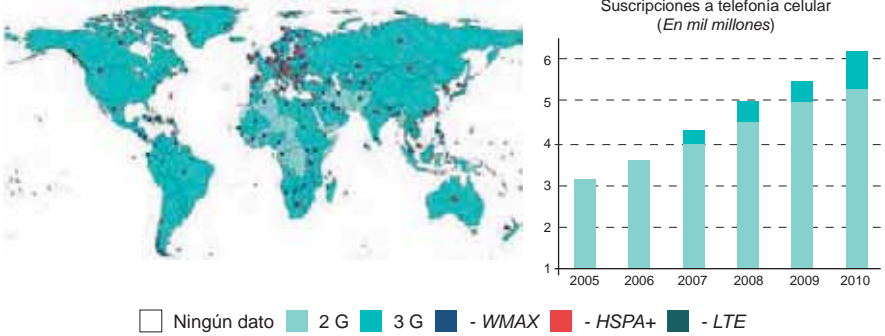 Suscripciones a telefonía celular
(En mil millones)
6
5
4
3
2
1
2005 2006 2007 2008 2009 2010
Ningún dato 2 G 3 G - WMAX - HSPA+ - LTE